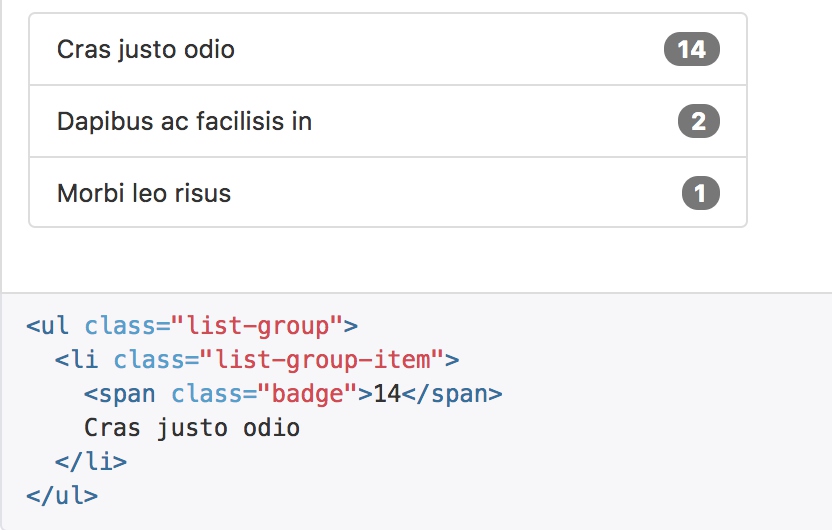 Cras justo odio 14
Dapibus ac facilisis in 2
Morbi leo risus 1
<ul class="list-group">
  <li class="list-group-item">
    <span class="badge">14</span>
    Cras justo odio
  </li>
</ul>